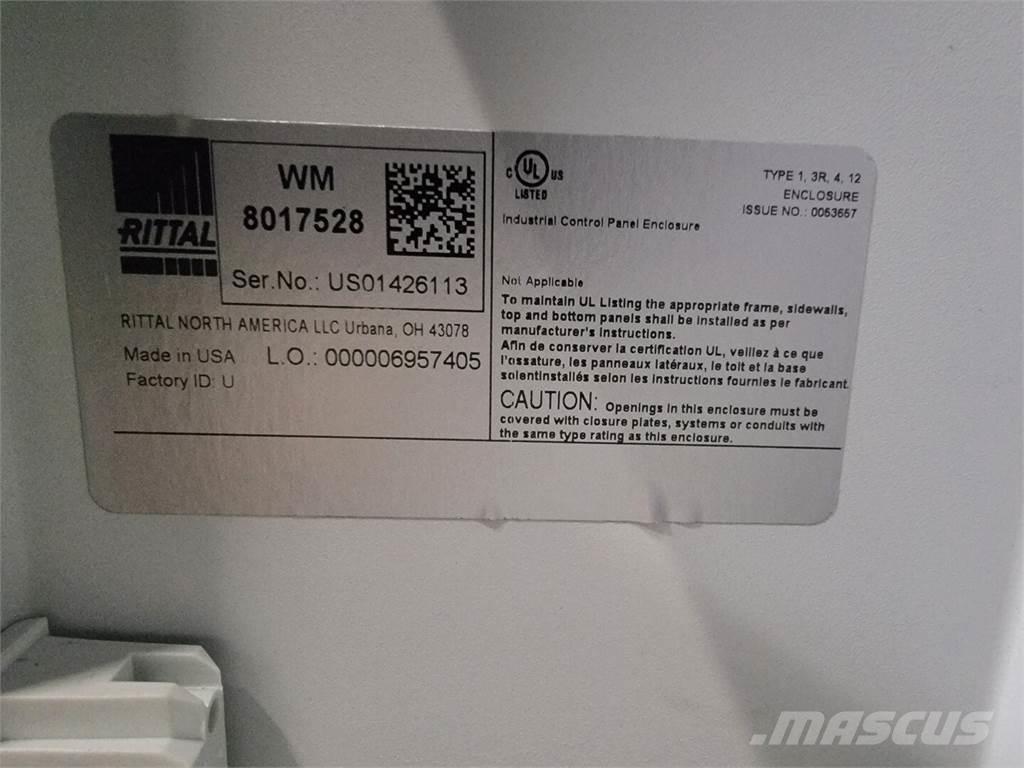 RITTAL
WM
8017528
Ser.No.: US01426113
RITTAL NORTH AMERICA LLC Urbana, OH 43078
Made in USA L.O.: 000006957405
Factory ID: U
C UL US
LISTED
TYPE 1, 3R, 4, 12
ENCLOSURE
ISSUE NO.: 0053557
Industrial Control Panel Enclosure
Not Applicable
To maintain UL Listing the appropriate frame, sidewalls,
top and bottom panels shall be installed as per
manufacturer's instructions.
Afin de conserver la certification UL, veillez à ce que
l'ossature, les panneaux latéraux, le toit et la base
solentinstallés selon les instructions fournies le fabricant.
CAUTION: Openings in this enclosure must be
covered with closure plates, systems or conduits with
the same type rating as this enclosure.
MASCUS